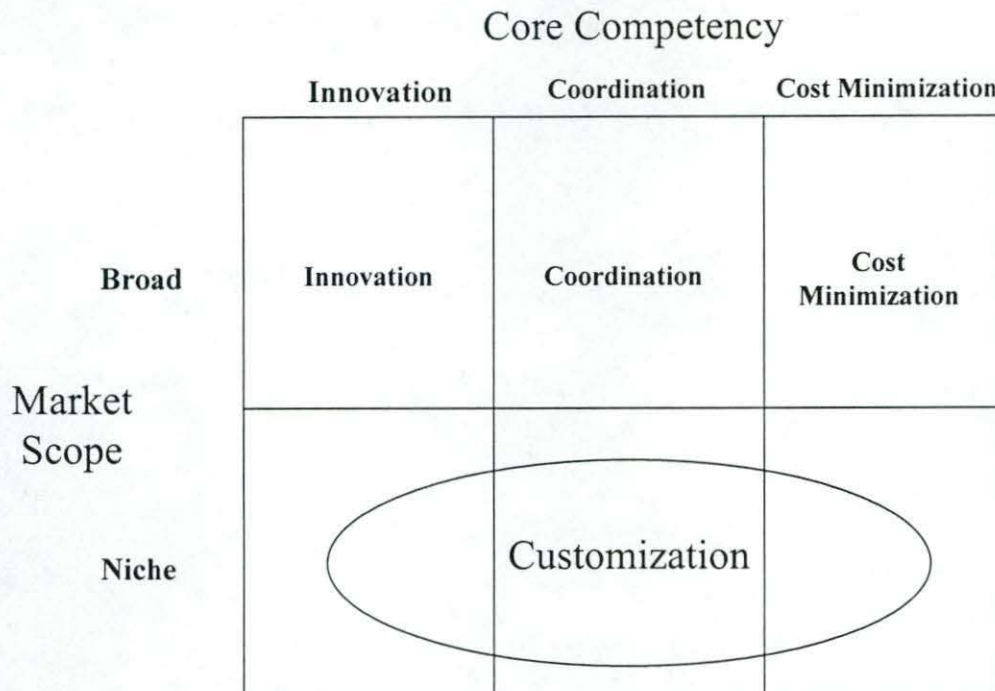 Core Competency
Innovation Coordination Cost Minimization
Broad Innovation Coordination Cost
Minimization
Market
Scope
Niche Customization